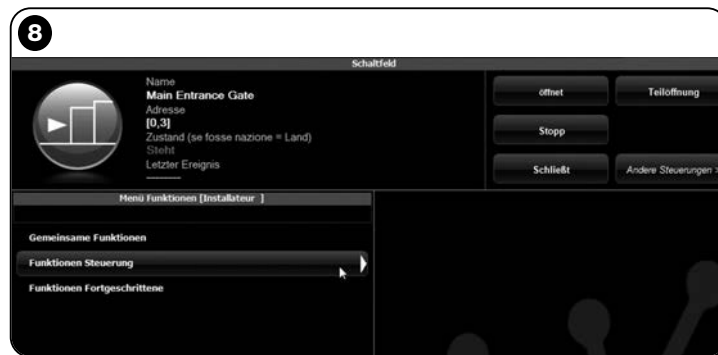 8
Schaltfeld
Name
Main Entrance Gate
Adresse
[0,3]
Zustand (se fosse nazione = Land)
Steht
Letzter Ereignis
--------
öffnet
Teilöffnung
Stopp
Schließt
Andere Steuerungen >
Menü Funktionen [Installateur ]
Gemeinsame Funktionen
Funktionen Steuerung
Funktionen Fortgeschrittene